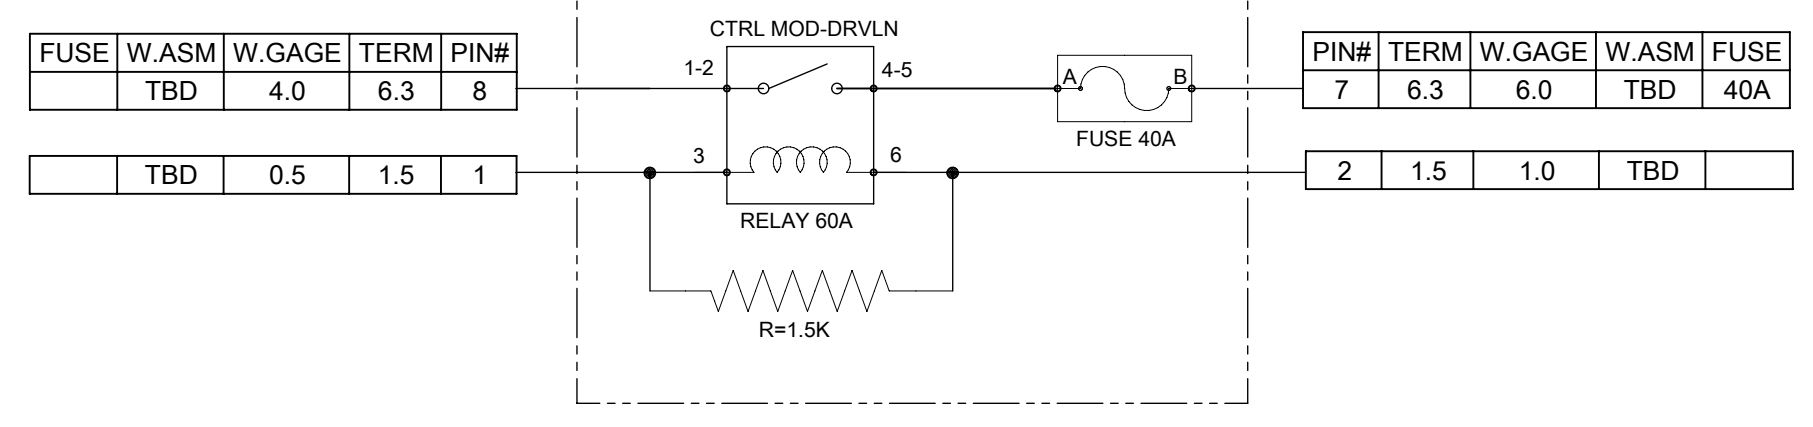 CTRL MOD-DRVLN
FUSE W.ASM W.GAGE TERM PIN#
TBD 4.0 6.3 8
1-2
4-5
A
B
PIN# TERM W.GAGE W.ASM FUSE
7 6.3 6.0 TBD 40A
FUSE 40A
TBD 0.5 1.5 1
3
6
2 1.5 1.0 TBD
RELAY 60A
R=1.5K